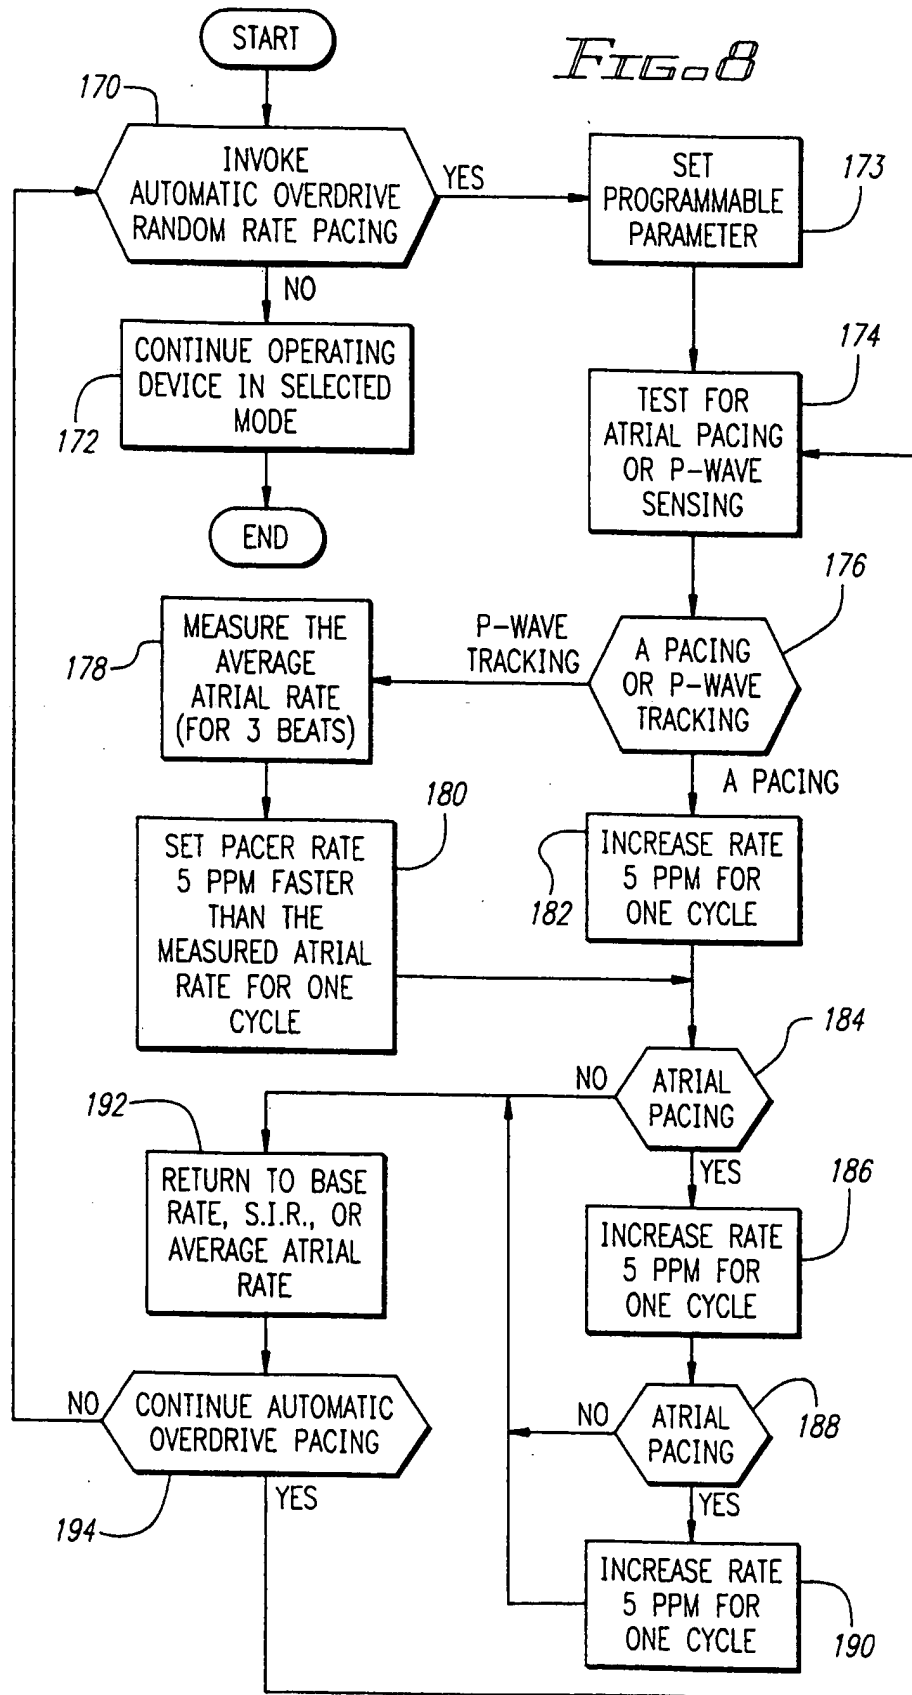 START
FIG. 8
170
INVOKE
AUTOMATIC OVERDRIVE
RANDOM RATE PACING
YES
SET
PROGRAMMABLE
PARAMETER
173
NO
CONTINUE OPERATING
DEVICE IN SELECTED
MODE
172
END
TEST FOR
ATRIAL PACING
OR P-WAVE
SENSING
174
176
A PACING
OR P-WAVE
TRACKING
P-WAVE
TRACKING
MEASURE THE
AVERAGE
ATRIAL RATE
(FOR 3 BEATS)
178
A PACING
180
SET PACER RATE
5 PPM FASTER
THAN THE
MEASURED ATRIAL
RATE FOR ONE
CYCLE
INCREASE RATE
5 PPM FOR
ONE CYCLE
182
184
ATRIAL
PACING
NO
YES
192
RETURN TO BASE
RATE, S.I.R., OR
AVERAGE ATRIAL
RATE
186
INCREASE RATE
5 PPM FOR
ONE CYCLE
NO
CONTINUE AUTOMATIC
OVERDRIVE PACING
YES
194
NO
ATRIAL
PACING
188
YES
INCREASE RATE
5 PPM FOR
ONE CYCLE
190